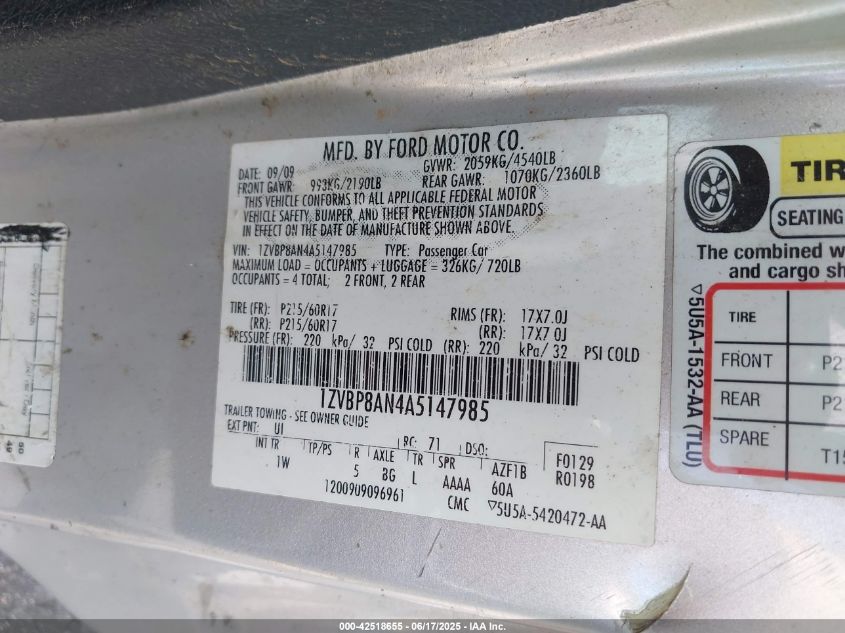 MFD. BY FORD MOTOR CO.
DATE: 09/09 GVWR: 2059KG/4540LB
FRONT GAWR: 993KG/2190LB REAR GAWR: 1070KG/2360LB
THIS VEHICLE CONFORMS TO ALL APPLICABLE FEDERAL MOTOR
VEHICLE SAFETY, BUMPER, AND THEFT PREVENTION STANDARDS
IN EFFECT ON THE DATE OF MANUFACTURE SHOWN ABOVE.
VIN: 1ZVBP8AN4A5147985 TYPE: Passenger Car
MAXIMUM LOAD = OCCUPANTS + LUGGAGE = 326KG/ 720LB
OCCUPANTS = 4 TOTAL; 2 FRONT, 2 REAR
TIRE (FR): P215/60R17 RIMS (FR): 17X7.0J
(RR): P215/60R17 (RR): 17X7.0J
PRESSURE (FR): 220 kPa/ 32 PSI COLD (RR): 220 kPa/ 32 PSI COLD
1ZVBP8AN4A5147985
TRAILER TOWING - SEE OWNER GUIDE
EXT PNT: UI RC: 71 DSO: F0129
INT TR TP/PS R AXLE TR SPR AZF1B R0198
1W 5 BG L AAAA 60A
1200909096961 CMC ▽5U5A-5420472-AA
TIR
SEATING
The combined w
and cargo sh
▽5U5A-1532-AA (TLU)
TIRE
FRONT P2
REAR P2
SPARE T15
000-42518655 - 06/17/2025 - IAA Inc.